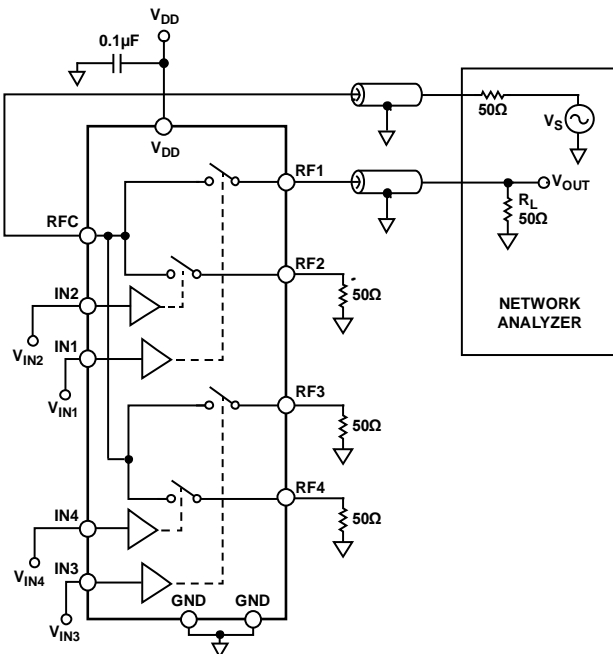 VDD
0.1µF
VDD
50Ω
VS
RF1
VOUT
RL
50Ω
RFC
RF2
50Ω
NETWORK
ANALYZER
IN2
VIN2
IN1
VIN1
RF3
50Ω
RF4
50Ω
IN4
VIN4
IN3
VIN3
GND
GND